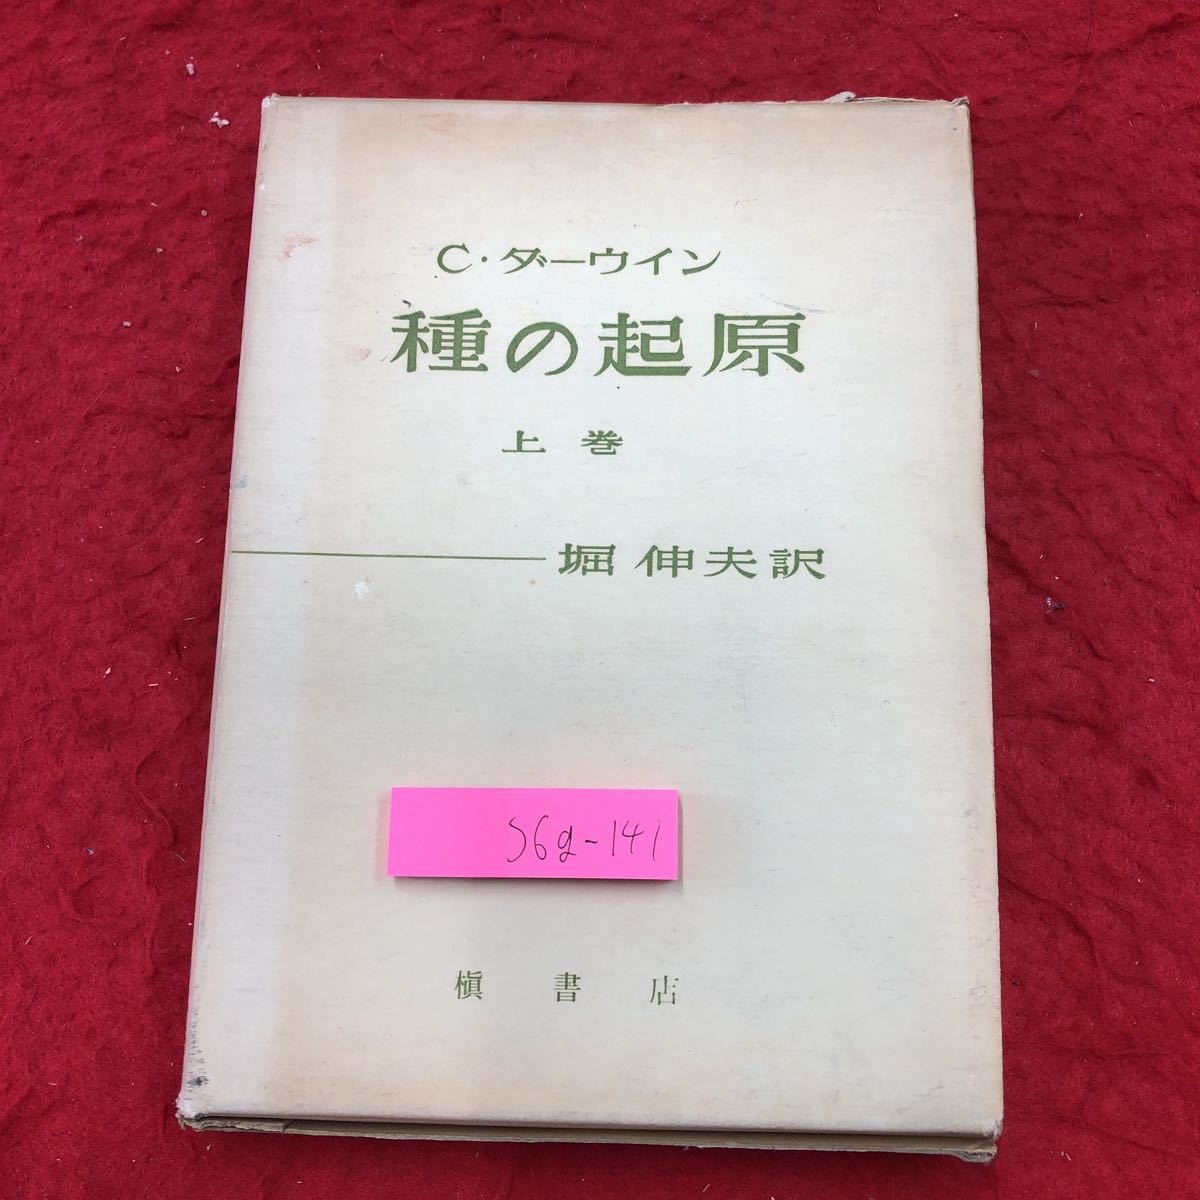 C・ダーウイン
種の起原
上巻
堀伸夫訳
S6g-141
槇書店